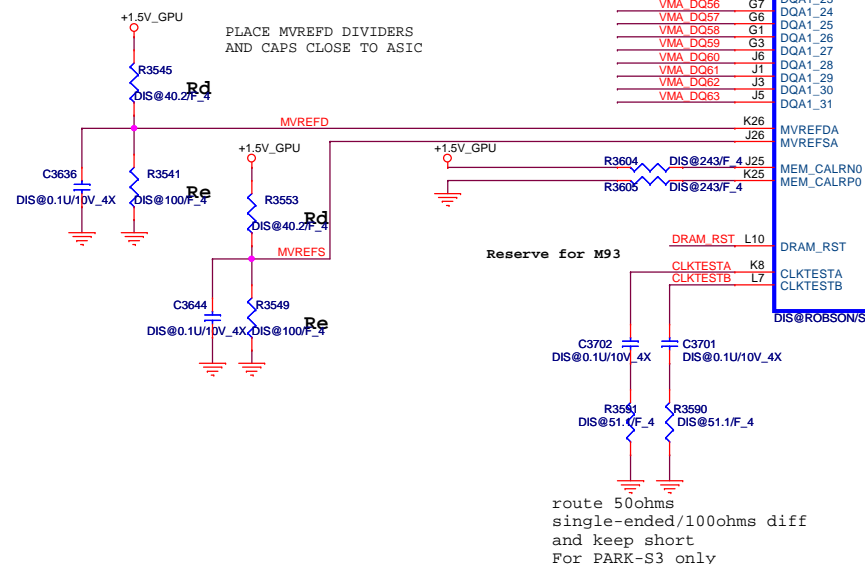 +1.5V_GPU
PLACE MVREFD DIVIDERS
AND CAPS CLOSE TO ASIC
R3545
Rd
DIS@40.2/F_4
MVREFD
C3636
DIS@0.1U/10V_4X
R3541
Re
DIS@100/F_4
+1.5V_GPU
R3553
Rd
DIS@40.2/F_4
MVREFS
C3644
DIS@0.1U/10V_4X
R3549
Re
DIS@100/F_4
VMA_DQ56 G7
VMA_DQ57 G6 DQA1_24
VMA_DQ58 G1 DQA1_25
VMA_DQ59 G3 DQA1_26
VMA_DQ60 J6 DQA1_27
VMA_DQ61 J1 DQA1_28
VMA_DQ62 J3 DQA1_29
VMA_DQ63 J5 DQA1_30
DQA1_31
K26 MVREFDA
J26 MVREFSA
+1.5V_GPU
R3604 DIS@243/F_4 J25 MEM_CALRN0
R3605 DIS@243/F_4 K25 MEM_CALRP0
DRAM_RST L10 DRAM_RST
Reserve for M93
CLKTESTA K8 CLKTESTA
CLKTESTB L7 CLKTESTB
DIS@ROBSON/S
C3702
DIS@0.1U/10V_4X
C3701
DIS@0.1U/10V_4X
R3591
DIS@51.1/F_4
R3590
DIS@51.1/F_4
route 50ohms
single-ended/100ohms diff
and keep short
For PARK-S3 only